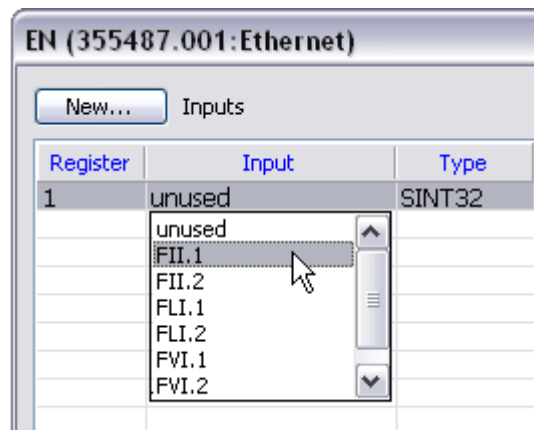 EN (355487.001:Ethernet)
New... Inputs
Register Input Type
1 unused SINT32
unused
FII.1
FII.2
FLI.1
FLI.2
FVI.1
.FVI.2